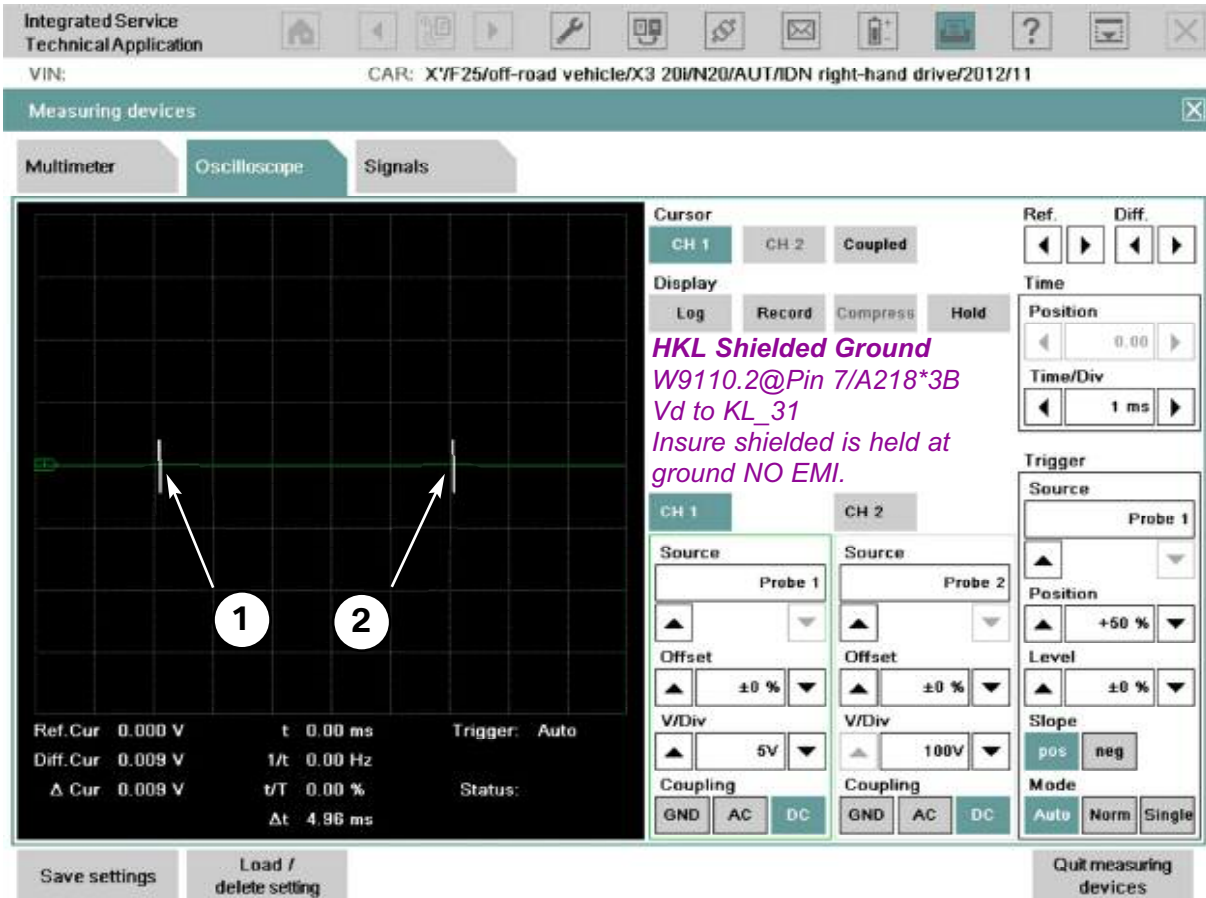 Integrated Service
Technical Application
?
VIN:
CAR: X'/F25/off-road vehicle/X3 20i/N20/AUT/IDN right-hand drive/2012/11
Measuring devices
Multimeter
Oscilloscope
Signals
1
2
Ref.Cur 0.000 V t 0.00 ms Trigger: Auto
Diff.Cur 0.009 V 1/t 0.00 Hz
Δ Cur 0.009 V t/T 0.00 % Status:
Δt 4.96 ms
Cursor
CH 1 CH 2 Coupled
Display
Log Record Compress Hold
HKL Shielded Ground
W9110.2@Pin 7/A218*3B
Vd to KL_31
Insure shielded is held at
ground NO EMI.
CH 1
Source
Probe 1
Offset
±0 %
V/Div
5V
Coupling
GND AC DC
CH 2
Source
Probe 2
Offset
±0 %
V/Div
100V
Coupling
GND AC DC
Ref. Diff.
Time
Position
0.00
Time/Div
1 ms
Trigger
Source
Probe 1
Position
+50 %
Level
±0 %
Slope
pos neg
Mode
Auto Norm Single
Save settings
Load /
delete setting
Quit measuring
devices